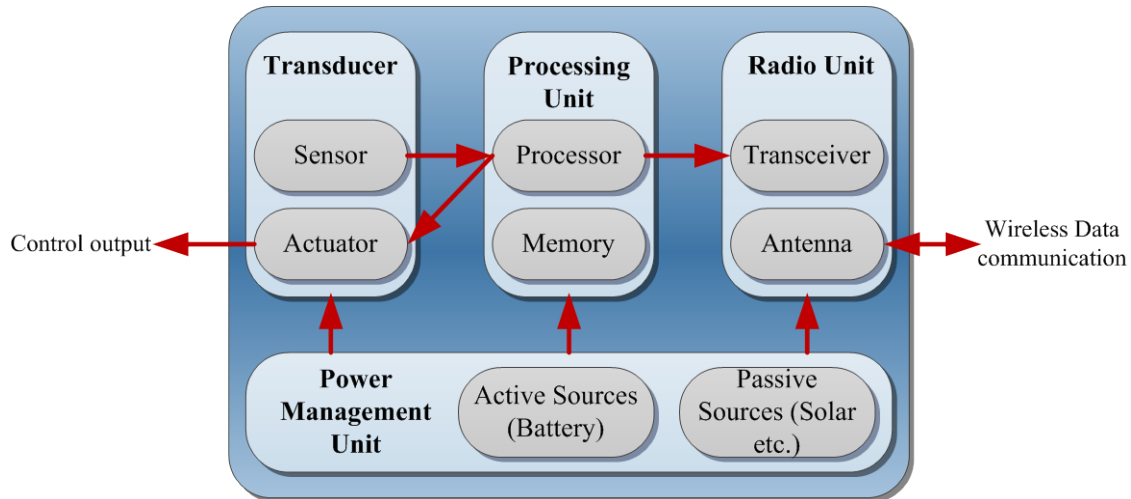 Transducer
Sensor
Actuator
Processing
Unit
Processor
Memory
Radio Unit
Transceiver
Antenna
Control output
Wireless Data
communication
Power
Management
Unit
Active Sources
(Battery)
Passive
Sources (Solar
etc.)